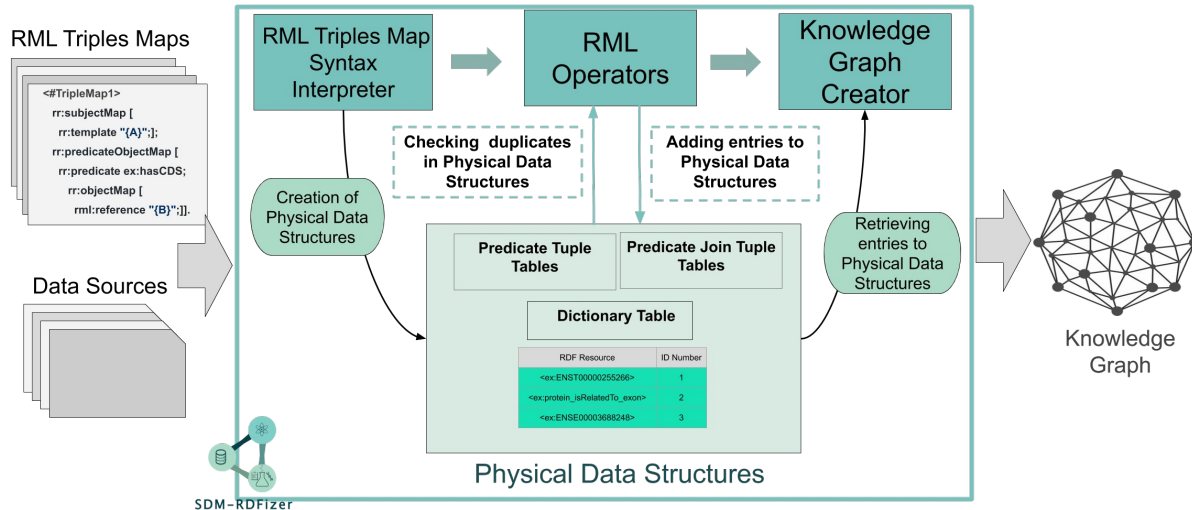 RML Triples Maps
<#TripleMap1>
rr:subjectMap [
rr:template "{A}";];
rr:predicateObjectMap [
rr:predicate ex:hasCDS;
rr:objectMap [
rml:reference "{B}";]].
Data Sources
RML Triples Map
Syntax
Interpreter
RML
Operators
Knowledge
Graph
Creator
Checking duplicates
in Physical Data
Structures
Adding entries to
Physical Data
Structures
Creation of
Physical Data
Structures
Retrieving
entries to
Physical Data
Structures
Predicate Tuple
Tables
Predicate Join Tuple
Tables
Dictionary Table
RDF Resource ID Number
<ex:ENST00000255266> 1
<ex:protein_isRelatedTo_exon> 2
<ex:ENSE00003688248> 3
Physical Data Structures
SDM-RDFizer
Knowledge
Graph